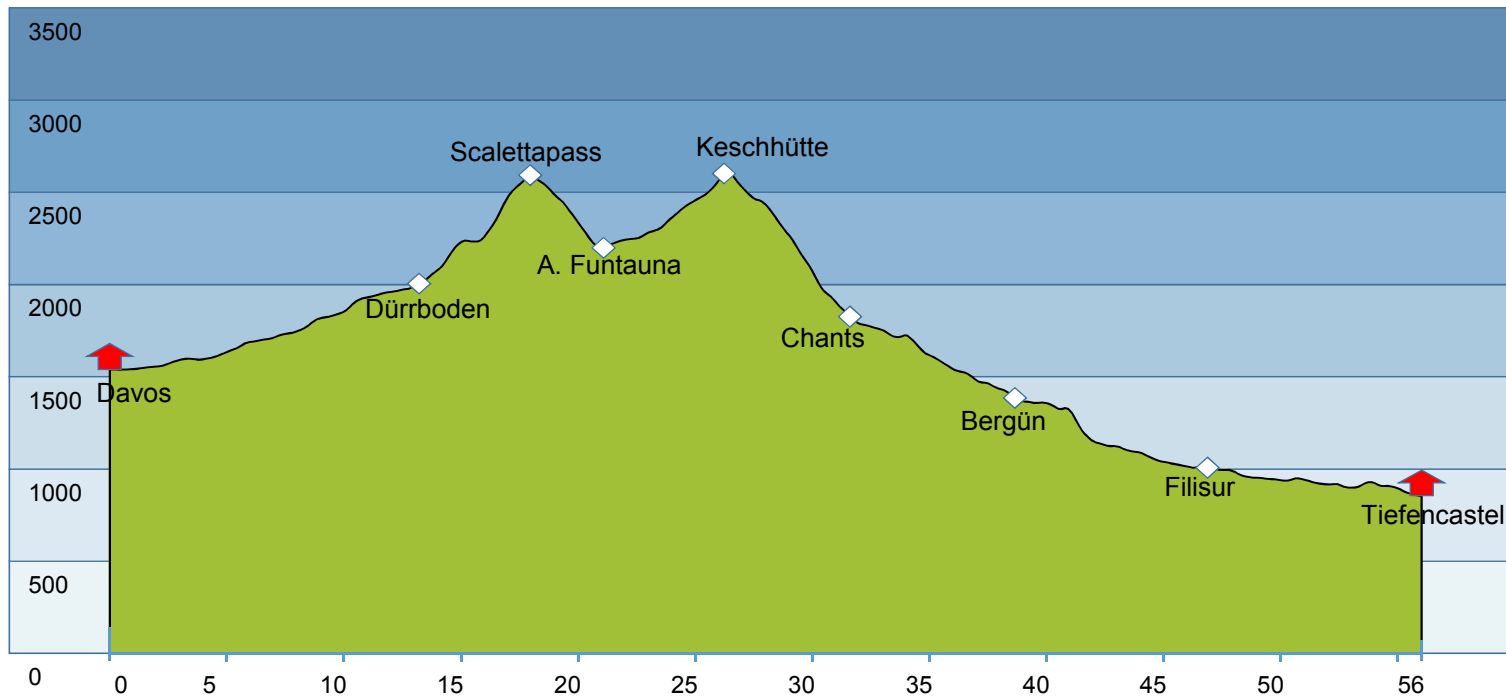 3500
3000
Scalettapass
Keschhütte
2500
A. Funtauna
2000
Dürrboden
Chants
1500
Davos
Bergün
1000
Filisur
Tiefencastel
500
0
0 5 10 15 20 25 30 35 40 45 50 56